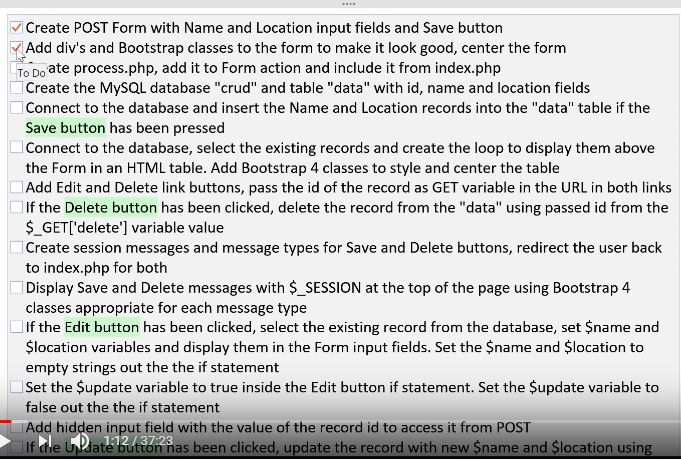 Create POST Form with Name and Location input fields and Save button
Add div's and Bootstrap classes to the form to make it look good, center the form
ate process.php, add it to Form action and include it from index.php
To Do
Create the MySQL database "crud" and table "data" with id, name and location fields
Connect to the database and insert the Name and Location records into the "data" table if the
Save button has been pressed
Connect to the database, select the existing records and create the loop to display them above
the Form in an HTML table. Add Bootstrap 4 classes to style and center the table
Add Edit and Delete link buttons, pass the id of the record as GET variable in the URL in both links
If the Delete button has been clicked, delete the record from the "data" using passed id from the
$_GET['delete'] variable value
Create session messages and message types for Save and Delete buttons, redirect the user back
to index.php for both
Display Save and Delete messages with $_SESSION at the top of the page using Bootstrap 4
classes appropriate for each message type
If the Edit button has been clicked, select the existing record from the database, set $name and
$location variables and display them in the Form input fields. Set the $name and $location to
empty strings out the the if statement
Set the $update variable to true inside the Edit button if statement. Set the $update variable to
false out the the if statement
Add hidden input field with the value of the record id to access it from POST
If the Update button has been clicked, update the record with new $name and $location using
1:12 / 37:23